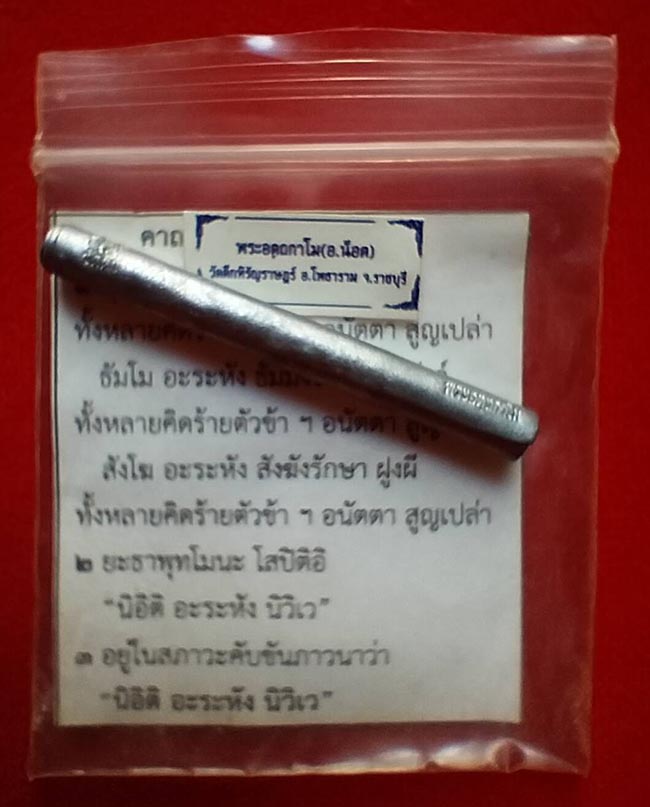 คาถ
พระอตฺถกาโม(อ.น๊อต)
วัดตึกหิรัญราษฎร์ อ.โพธาราม จ.ราชบุรี
ทั้งหลายคิดร้า อนัตตา สูญเปล่า
ธัมโม อะระหัง ธัมมัง
ทั้งหลายคิดร้ายตัวข้า ฯ อนัตตา สูญ
สังโฆ อะระหัง สังฆังรักษา ฝูงผี
ทั้งหลายคิดร้ายตัวข้า ฯ อนัตตา สูญเปล่า
๒ ยะธาพุทโมนะ โสปิติอิ
“นิอิติ อะระหัง นิวิเว”
๓ อยู่ในสภาวะคับขันภาวนาว่า
“นิอิติ อะระหัง นิวิเว”